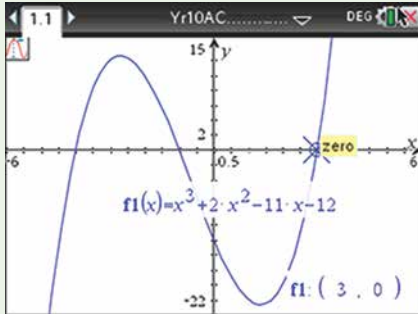 1.1 Yr10AC............. DEG
15 y
2
zero x
-6 0.5 6
f1(x)=x³+2·x²-11·x-12
f1: ( 3 , 0 )
-22